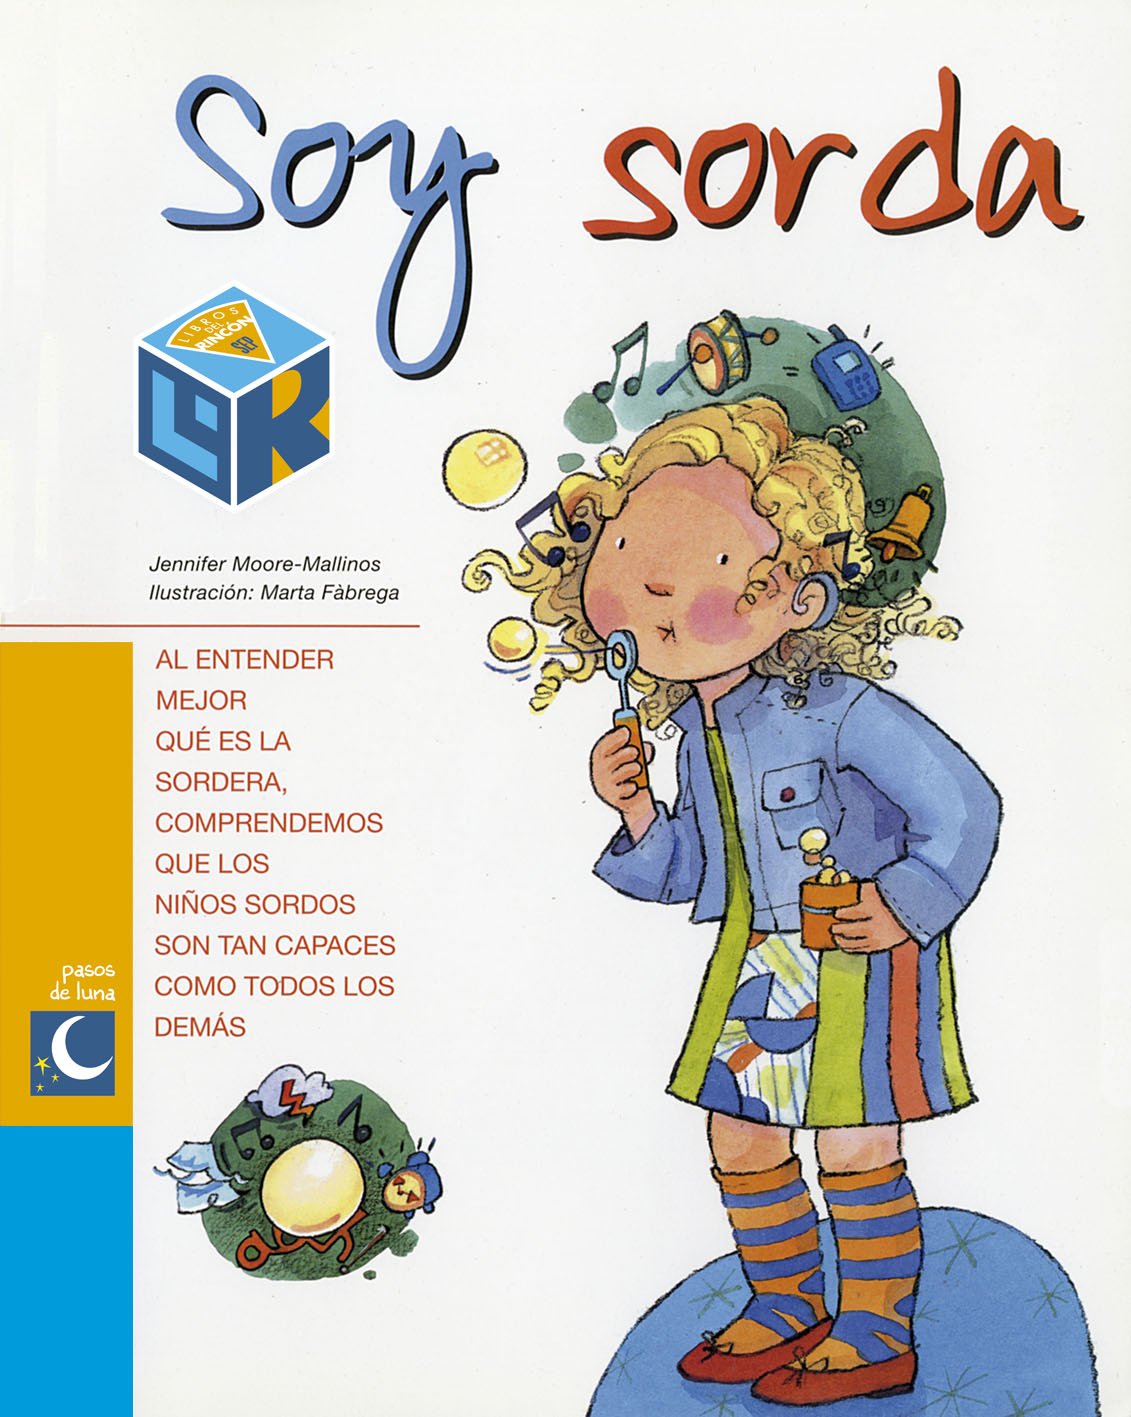 Soy sorda
LIBROS
DEL
RINCÓN
SEP
LR
Jennifer Moore-Mallinos
Ilustración: Marta Fàbrega
AL ENTENDER
MEJOR
QUÉ ES LA
SORDERA,
COMPRENDEMOS
QUE LOS
NIÑOS SORDOS
SON TAN CAPACES
COMO TODOS LOS
DEMÁS
pasos
de luna